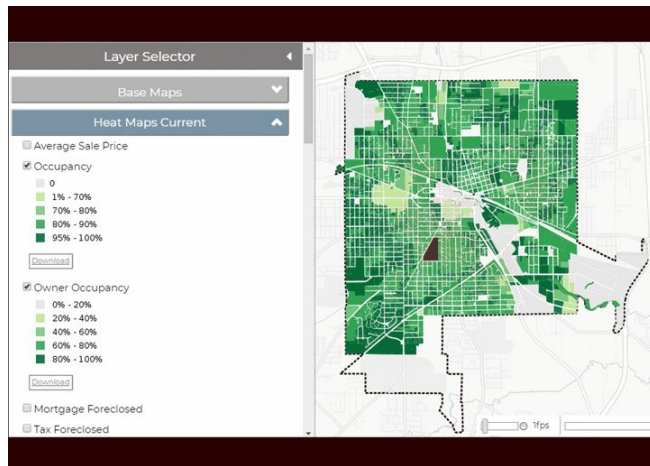 Layer Selector
Base Maps
Heat Maps Current
Average Sale Price
Occupancy
0
1% - 70%
70% - 80%
80% - 90%
95% - 100%
Download
Owner Occupancy
0% - 20%
20% - 40%
40% - 60%
60% - 80%
80% - 100%
Download
Mortgage Foreclosed
Tax Foreclosed
1fps